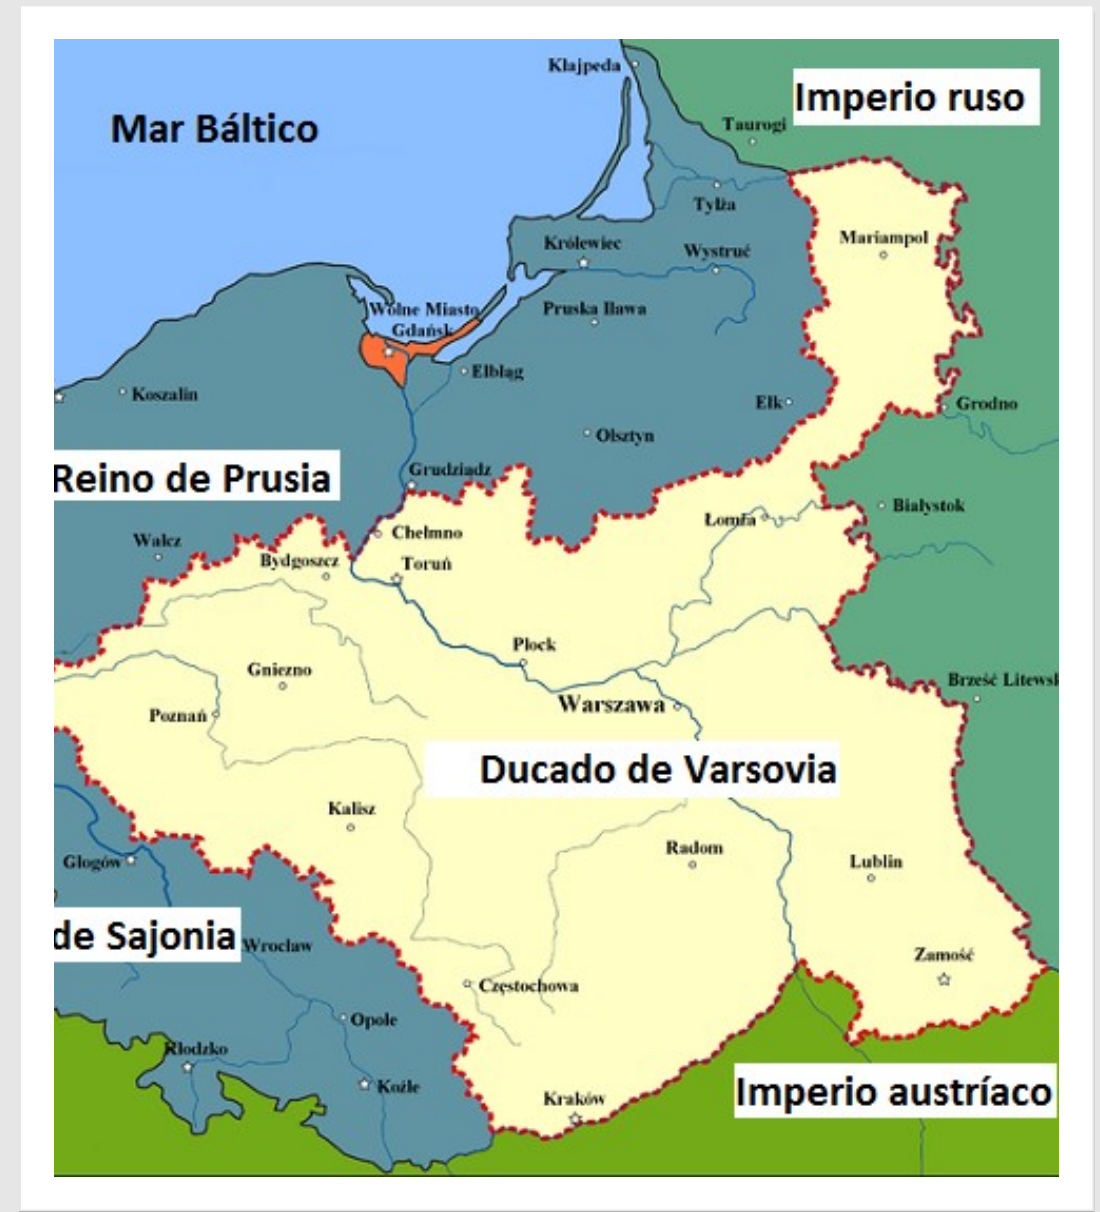 Klajpeda
Imperio ruso
Mar Báltico
Taurogi
Tylża
Mariampol
Królewiec
Wystruć
Wolne Miasto
Gdańsk
Pruska Iława
Elbląg
Koszalin
Ełk
Grodno
Olsztyn
Reino de Prusia
Grudziadz
Białystok
Łomża
Chełmno
Wałcz
Bydgoszcz
Toruń
Płock
Gniezno
Brześć Litewsk
Poznań
Warszawa
Ducado de Varsovia
Kalisz
Radom
Głogów
Lublin
de Sajonia
Wrocław
Zamość
Częstochowa
Opole
Kłodzko
Koźle
Imperio austríaco
Kraków